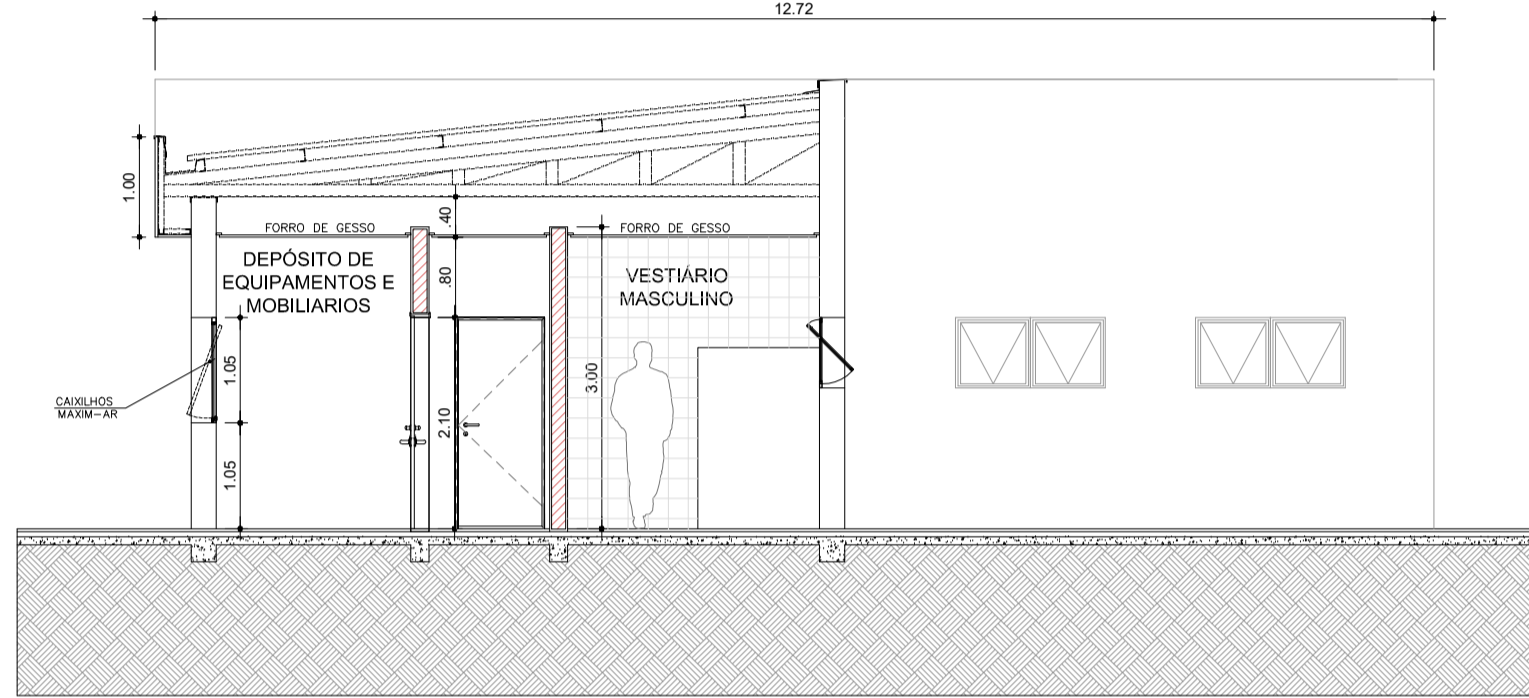 12.72
1.00
.40
FORRO DE GESSO
FORRO DE GESSO
DEPÓSITO DE
EQUIPAMENTOS E
MOBILIARIOS
.80
VESTIÁRIO
MASCULINO
1.05
3.00
CAIXILHOS
MAXIM-AR
2.10
1.05